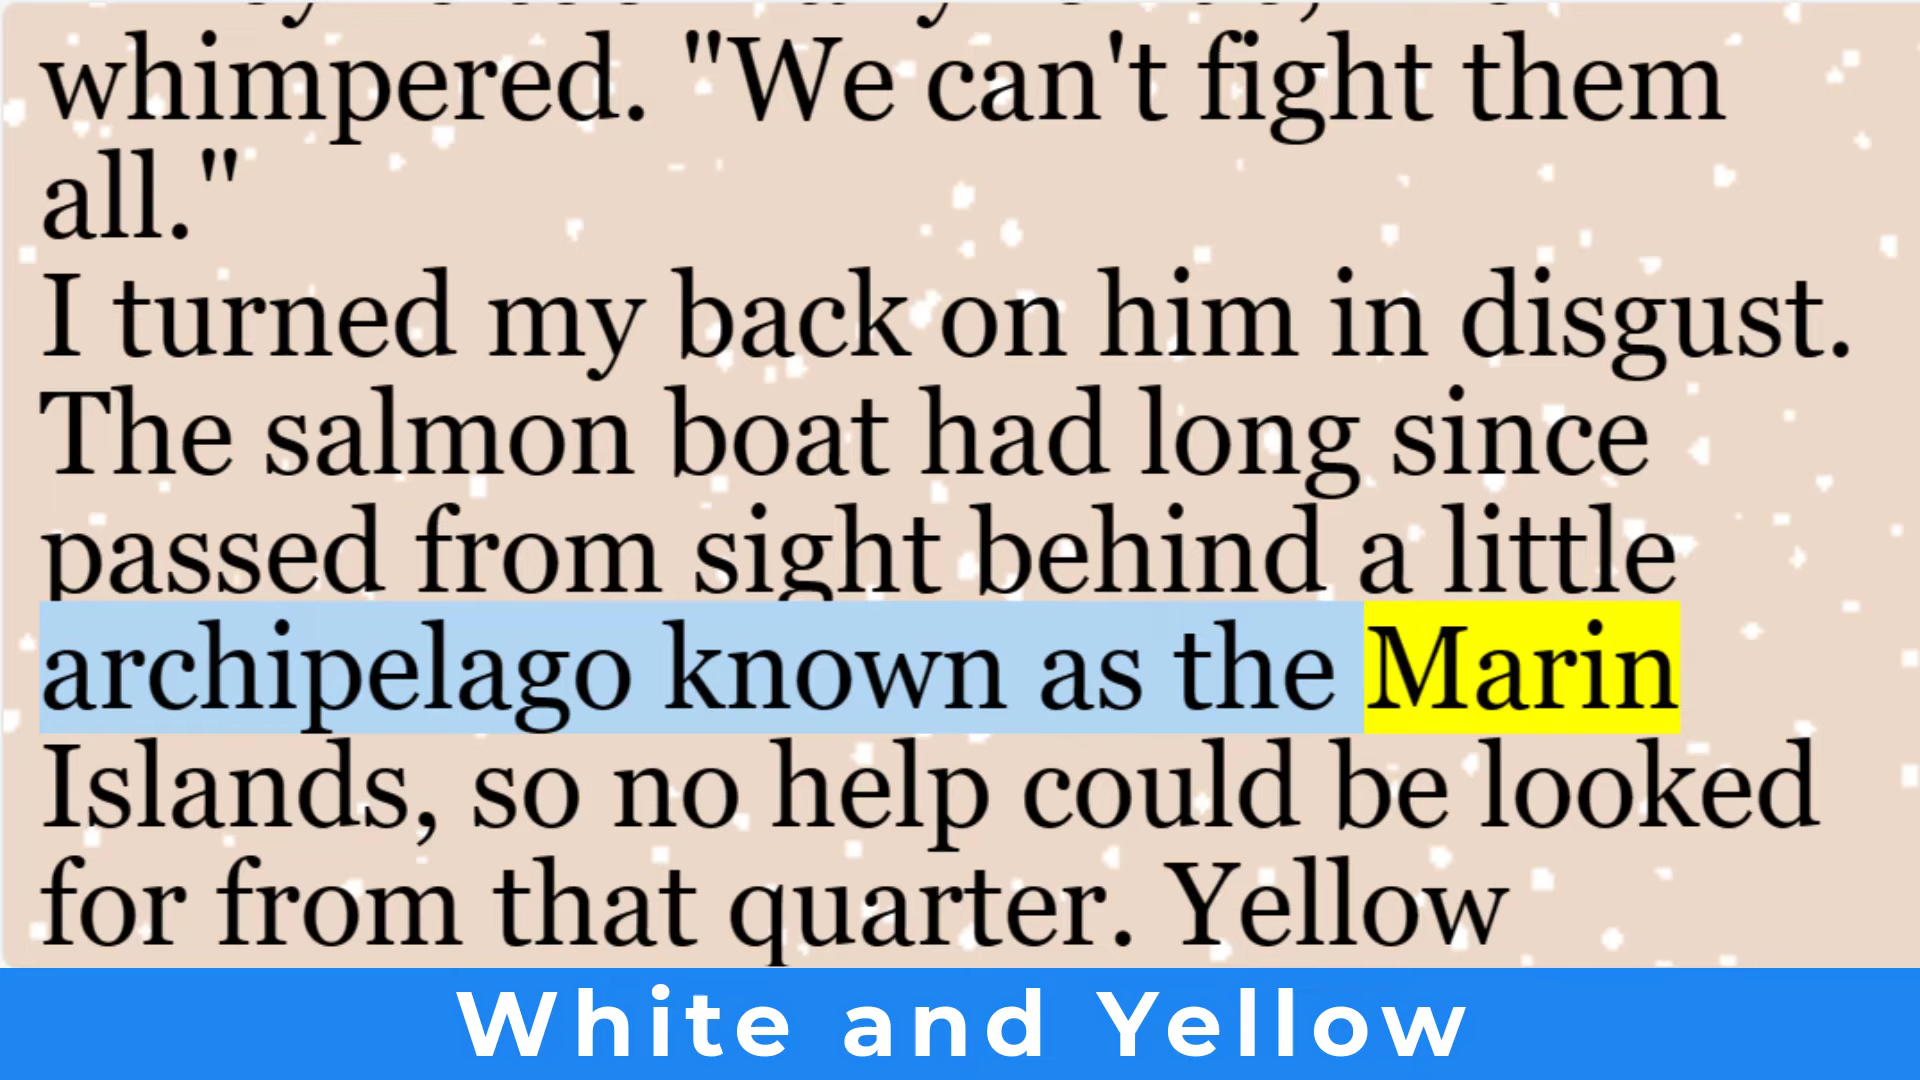 whimpered. "We can't fight them
all."
I turned my back on him in disgust.
The salmon boat had long since
passed from sight behind a little
archipelago known as the Marin
Islands, so no help could be looked
for from that quarter. Yellow
White and Yellow